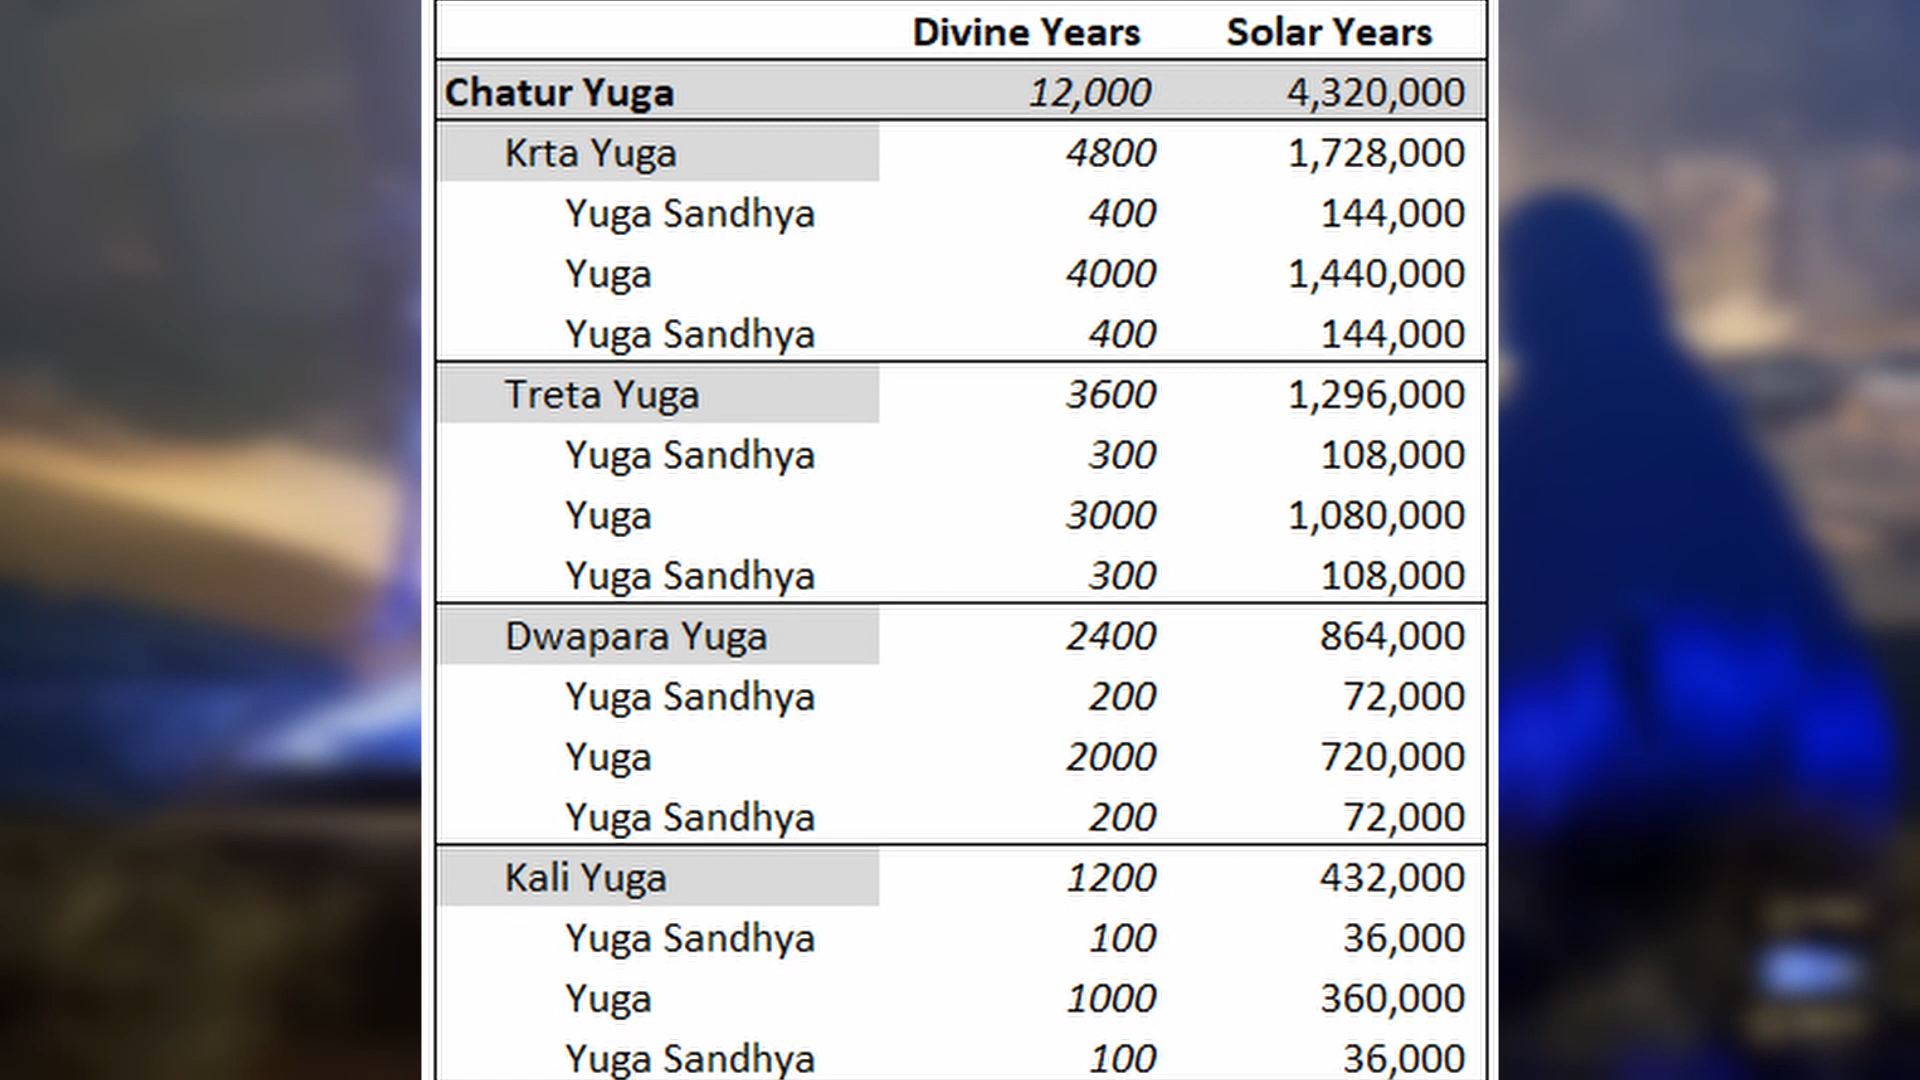 Divine Years Solar Years
Chatur Yuga 12,000 4,320,000
Krta Yuga 4800 1,728,000
Yuga Sandhya 400 144,000
Yuga 4000 1,440,000
Yuga Sandhya 400 144,000
Treta Yuga 3600 1,296,000
Yuga Sandhya 300 108,000
Yuga 3000 1,080,000
Yuga Sandhya 300 108,000
Dwapara Yuga 2400 864,000
Yuga Sandhya 200 72,000
Yuga 2000 720,000
Yuga Sandhya 200 72,000
Kali Yuga 1200 432,000
Yuga Sandhya 100 36,000
Yuga 1000 360,000
Yuga Sandhya 100 36,000